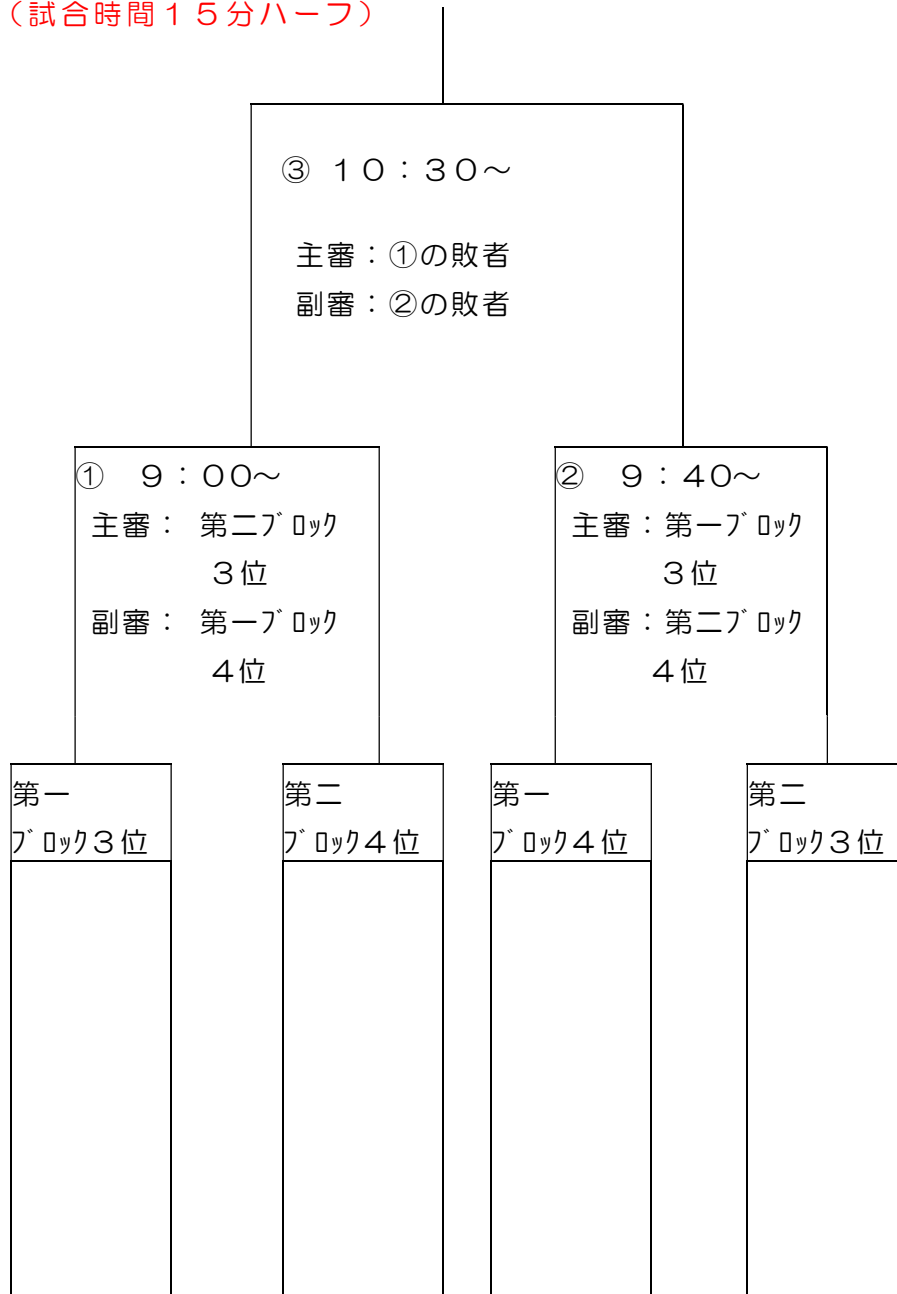 （試合時間１５分ハーフ）
③ １０：３０～
主審：①の敗者
副審：②の敗者
① ９：００～
主審： 第二ﾌﾞﾛｯｸ
３位
副審： 第一ﾌﾞﾛｯｸ
４位
② ９：４０～
主審：第一ﾌﾞﾛｯｸ
３位
副審：第二ﾌﾞﾛｯｸ
４位
第一
ﾌﾞﾛｯｸ３位
第二
ﾌﾞﾛｯｸ４位
第一
ﾌﾞﾛｯｸ４位
第二
ﾌﾞﾛｯｸ３位